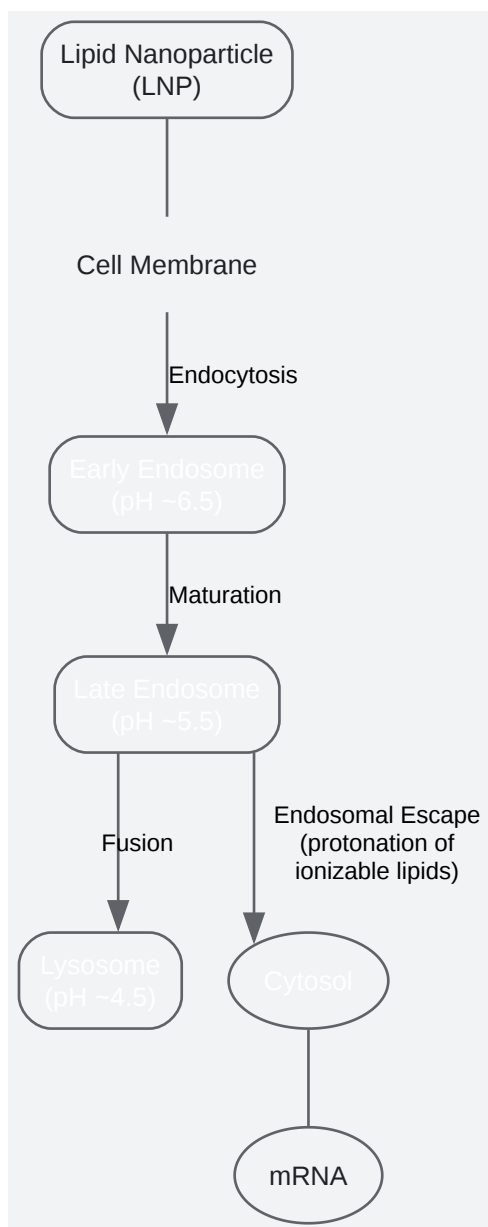 Lipid Nanoparticle
(LNP)
Cell Membrane
Endocytosis
Early Endosome
(pH ~6.5)
Maturation
Late Endosome
(pH ~5.5)
Fusion
Endosomal Escape
(protonation of
ionizable lipids)
Lysosome
(pH ~4.5)
Cytosol
mRNA